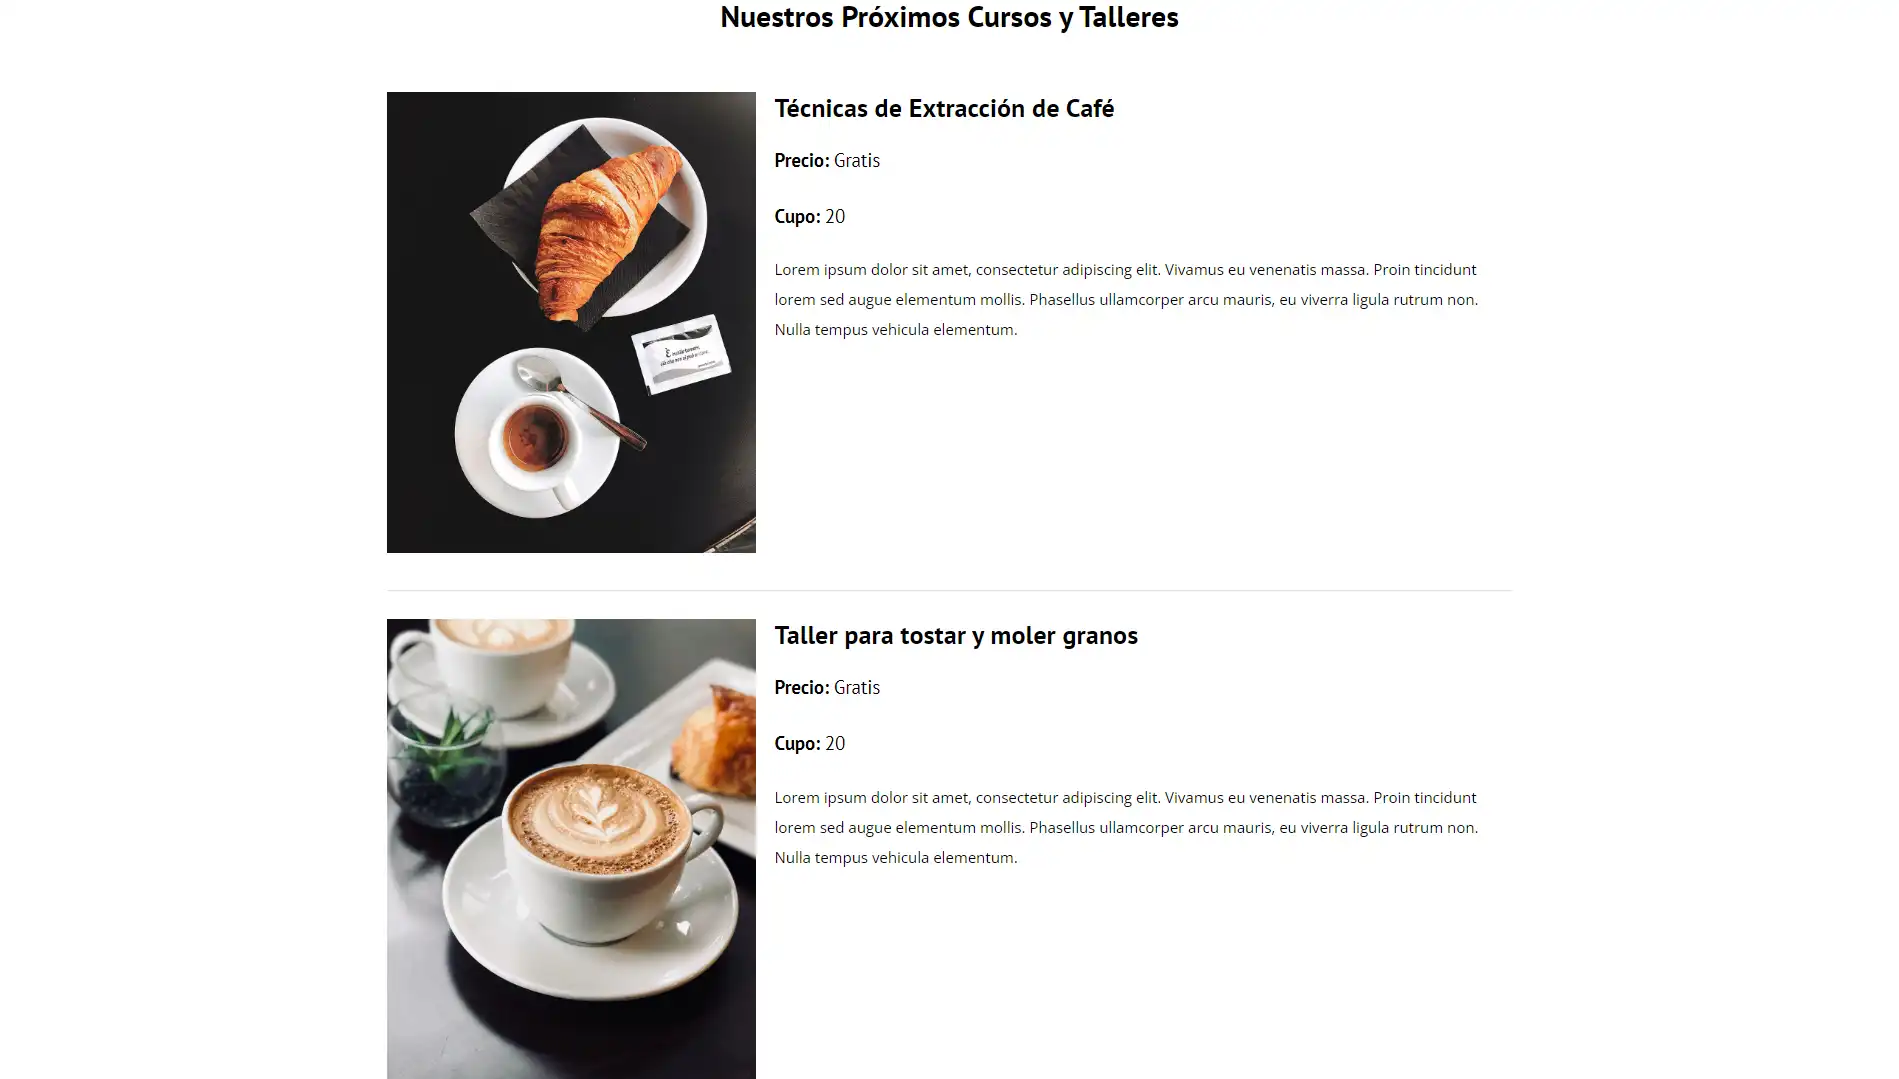 Nuestros Próximos Cursos y Talleres
Técnicas de Extracción de Café
Precio: Gratis
Cupo: 20
Lorem ipsum dolor sit amet, consectetur adipiscing elit. Vivamus eu venenatis massa. Proin tincidunt
lorem sed augue elementum mollis. Phasellus ullamcorper arcu mauris, eu viverra ligula rutrum non.
Nulla tempus vehicula elementum.
Taller para tostar y moler granos
Precio: Gratis
Cupo: 20
Lorem ipsum dolor sit amet, consectetur adipiscing elit. Vivamus eu venenatis massa. Proin tincidunt
lorem sed augue elementum mollis. Phasellus ullamcorper arcu mauris, eu viverra ligula rutrum non.
Nulla tempus vehicula elementum.